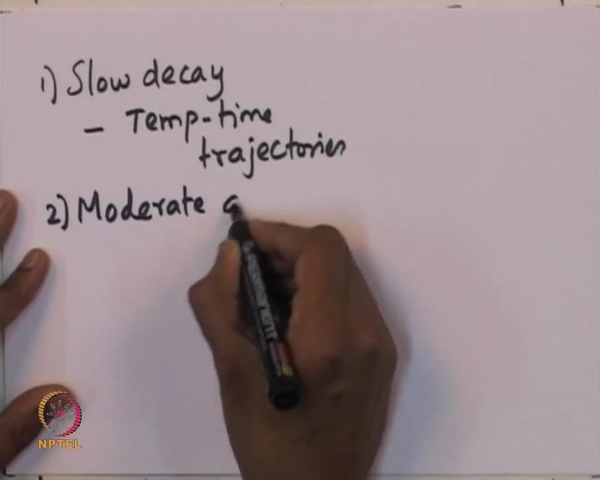 1) Slow decay
- Temp-time
trajectories
2) Moderate
NPTEL